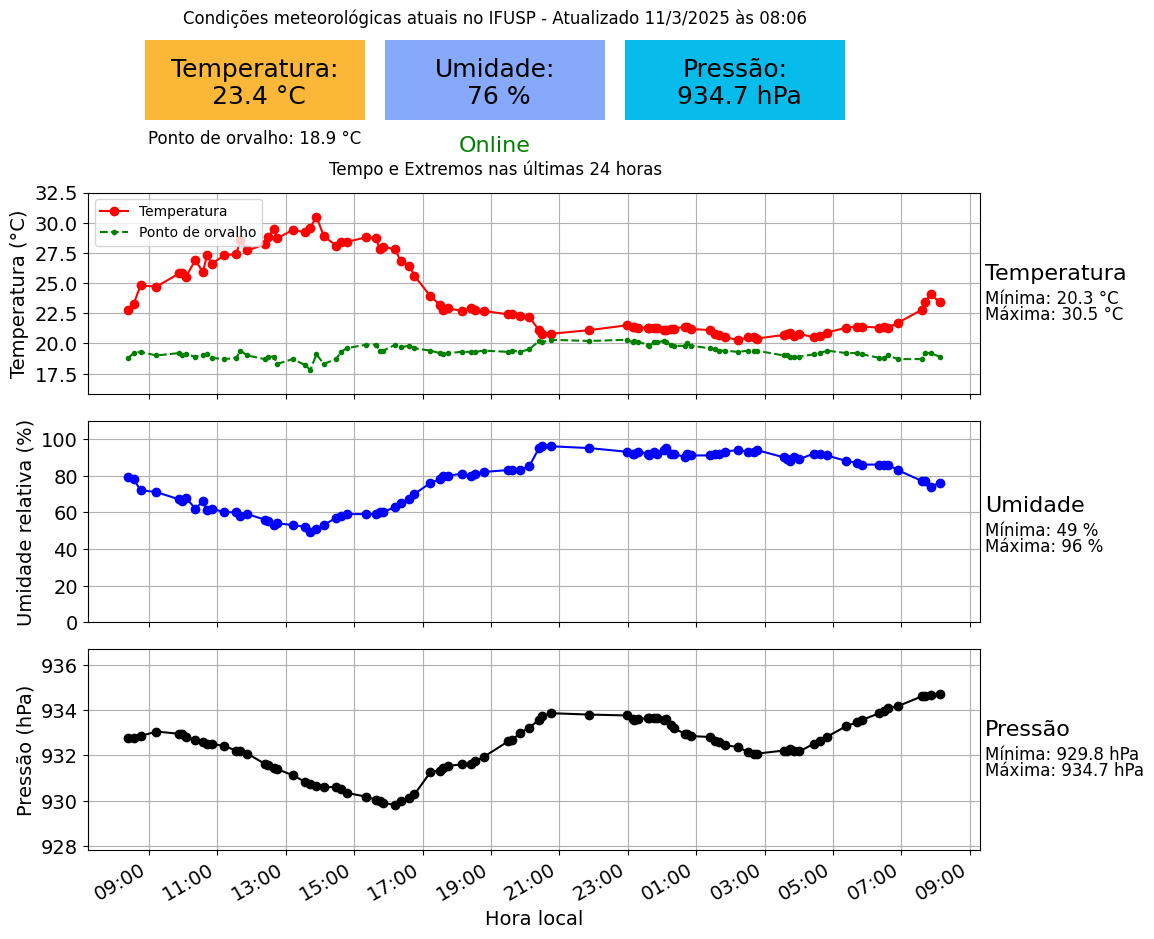 Condições meteorológicas atuais no IFUSP - Atualizado 11/3/2025 às 08:06
Temperatura:
23.4 °C
Umidade:
76 %
Pressão:
934.7 hPa
Ponto de orvalho: 18.9 °C
Online
Tempo e Extremos nas últimas 24 horas
Temperatura (°C)
32.5
30.0
27.5
25.0
22.5
20.0
17.5
Temperatura
Ponto de orvalho
Temperatura
Mínima: 20.3 °C
Máxima: 30.5 °C
Umidade relativa (%)
100
80
60
40
20
0
Umidade
Mínima: 49 %
Máxima: 96 %
Pressão (hPa)
936
934
932
930
928
Pressão
Mínima: 929.8 hPa
Máxima: 934.7 hPa
09:00 11:00 13:00 15:00 17:00 19:00 21:00 23:00 01:00 03:00 05:00 07:00 09:00
Hora local